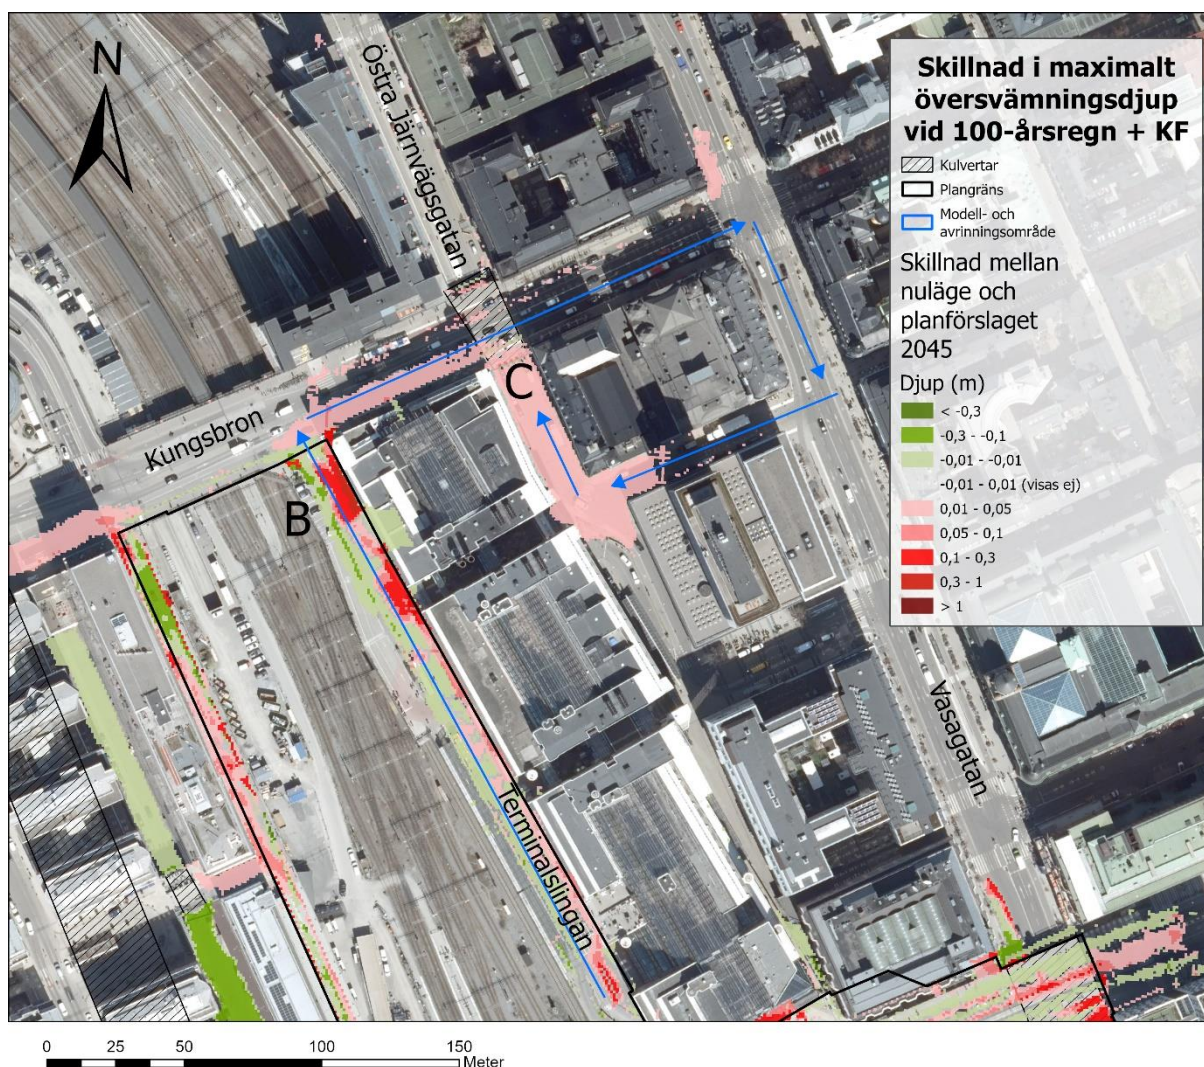 N
Östra Järnvägsgatan
Kungsbron
B
C
Terminalslingan
Vasagatan
Skillnad i maximalt
översvämningsdjup
vid 100-årsregn + KF
Kulvertar
Plangräns
Modell- och
avrinningsområde
Skillnad mellan
nuläge och
planförslaget
2045
Djup (m)
< -0,3
-0,3 - -0,1
-0,01 - -0,01
-0,01 - 0,01 (visas ej)
0,01 - 0,05
0,05 - 0,1
0,1 - 0,3
0,3 - 1
> 1
0 25 50 100 150
Meter